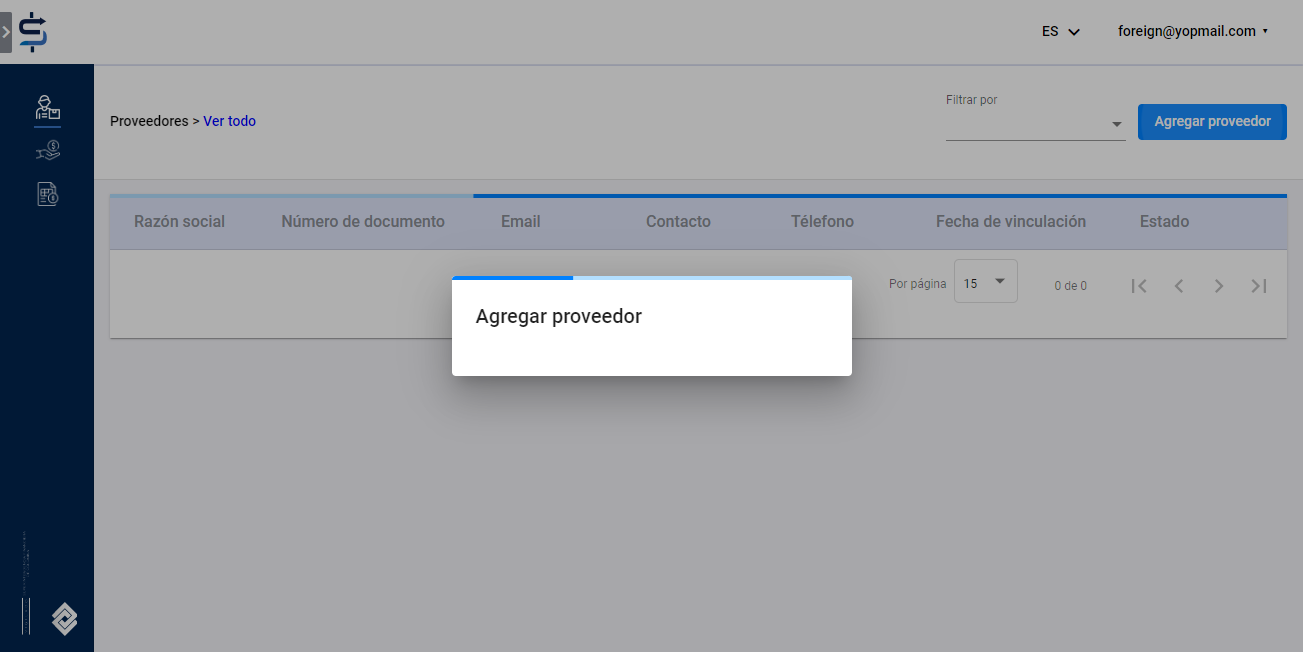 ES
foreign@yopmail.com
Filtrar por
Proveedores > Ver todo
Agregar proveedor
Razón social
Número de documento
Email
Contacto
Télefono
Fecha de vinculación
Estado
Por página
15
0 de 0
Agregar proveedor